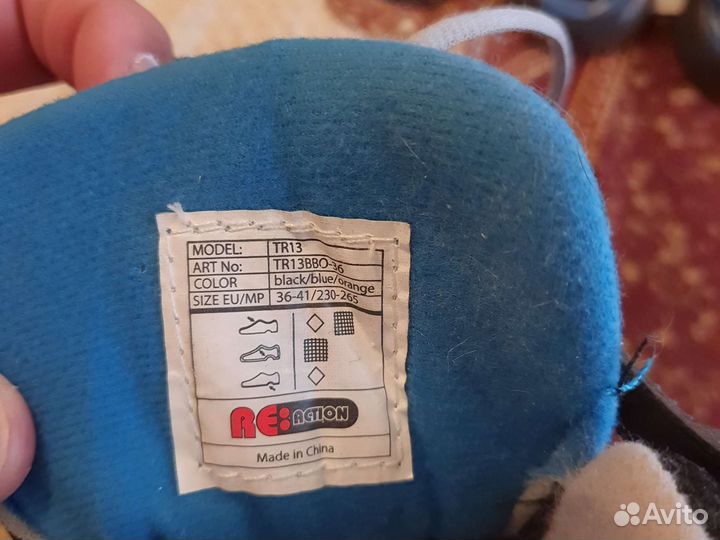 MODEL: TR13
ART No: TR13BBO-36
COLOR black/blue/orange
SIZE EU/MP 36-41/230-265
RE:ACTION
Made in China
Avito